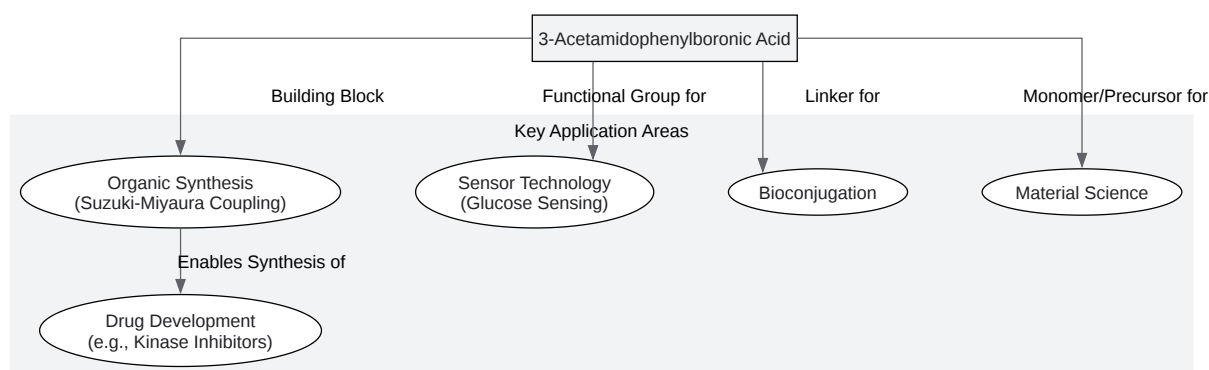 3-Acetamidophenylboronic Acid
Building Block
Functional Group for
Linker for
Monomer/Precursor for
Key Application Areas
Organic Synthesis
(Suzuki-Miyaura Coupling)
Sensor Technology
(Glucose Sensing)
Bioconjugation
Material Science
Enables Synthesis of
Drug Development
(e.g., Kinase Inhibitors)